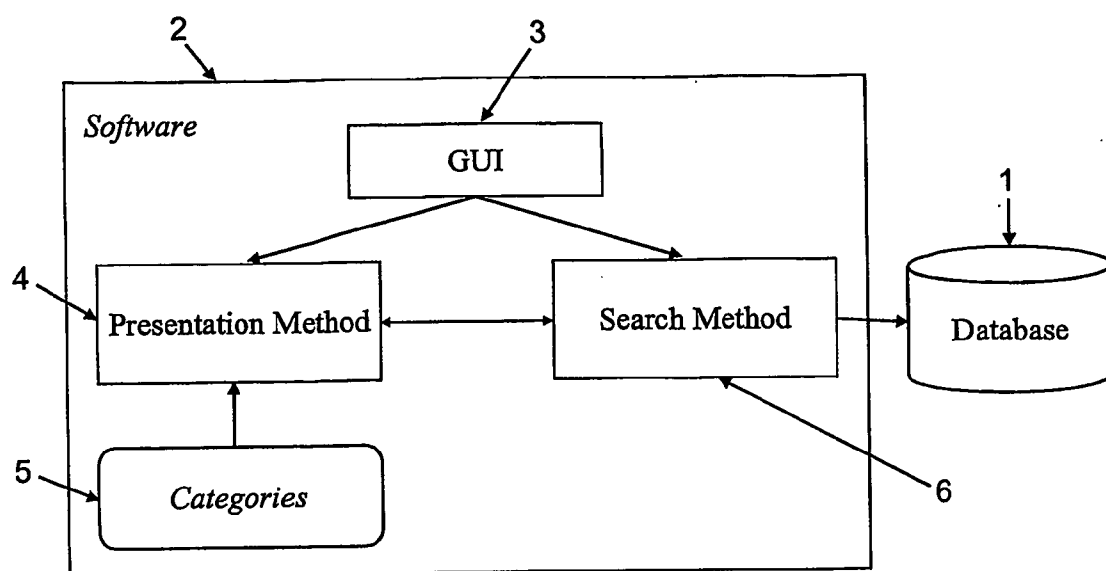 2
3
Software
GUI
1
4
Presentation Method
Search Method
Database
5
Categories
6